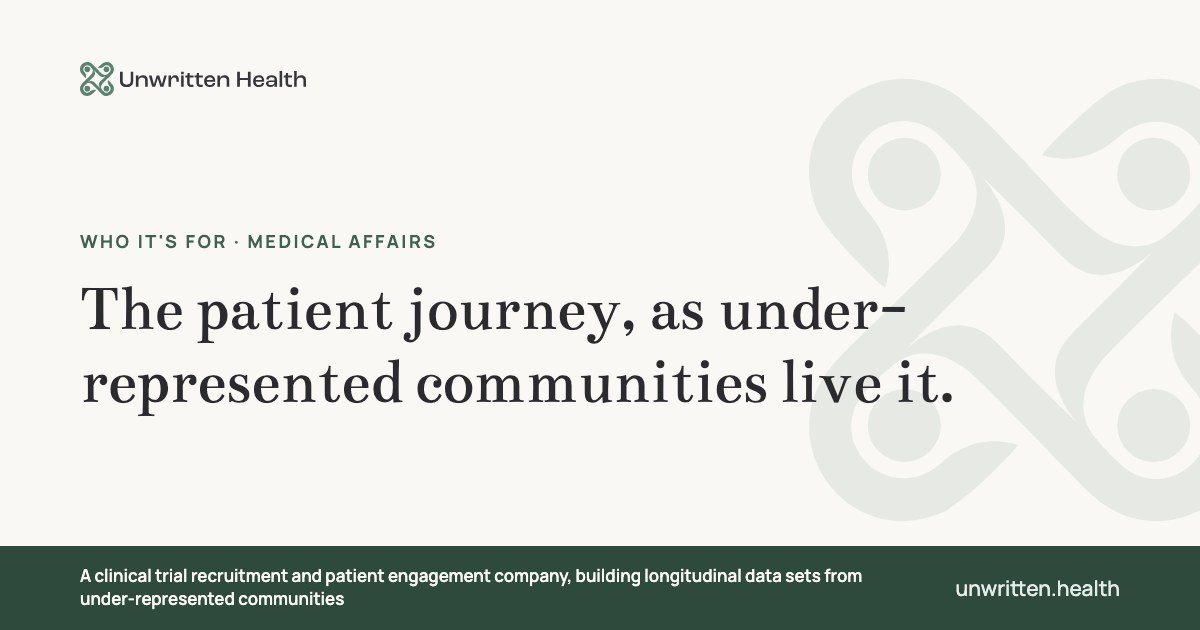 Unwritten Health
WHO IT'S FOR · MEDICAL AFFAIRS
The patient journey, as under-
represented communities live it.
A clinical trial recruitment and patient engagement company, building longitudinal data sets from
under-represented communities
unwritten.health